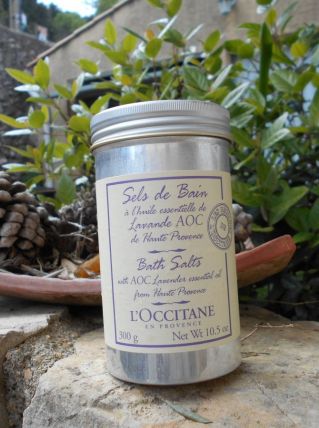 Sels de Bain
à l'huile essentielle de
Lavande AOC
de Haute Provence
Bath Salts
with AOC Lavender essential oil
from Haute Provence
L'OCCITANE
EN PROVENCE
300 g Net Wt 10.5 oz